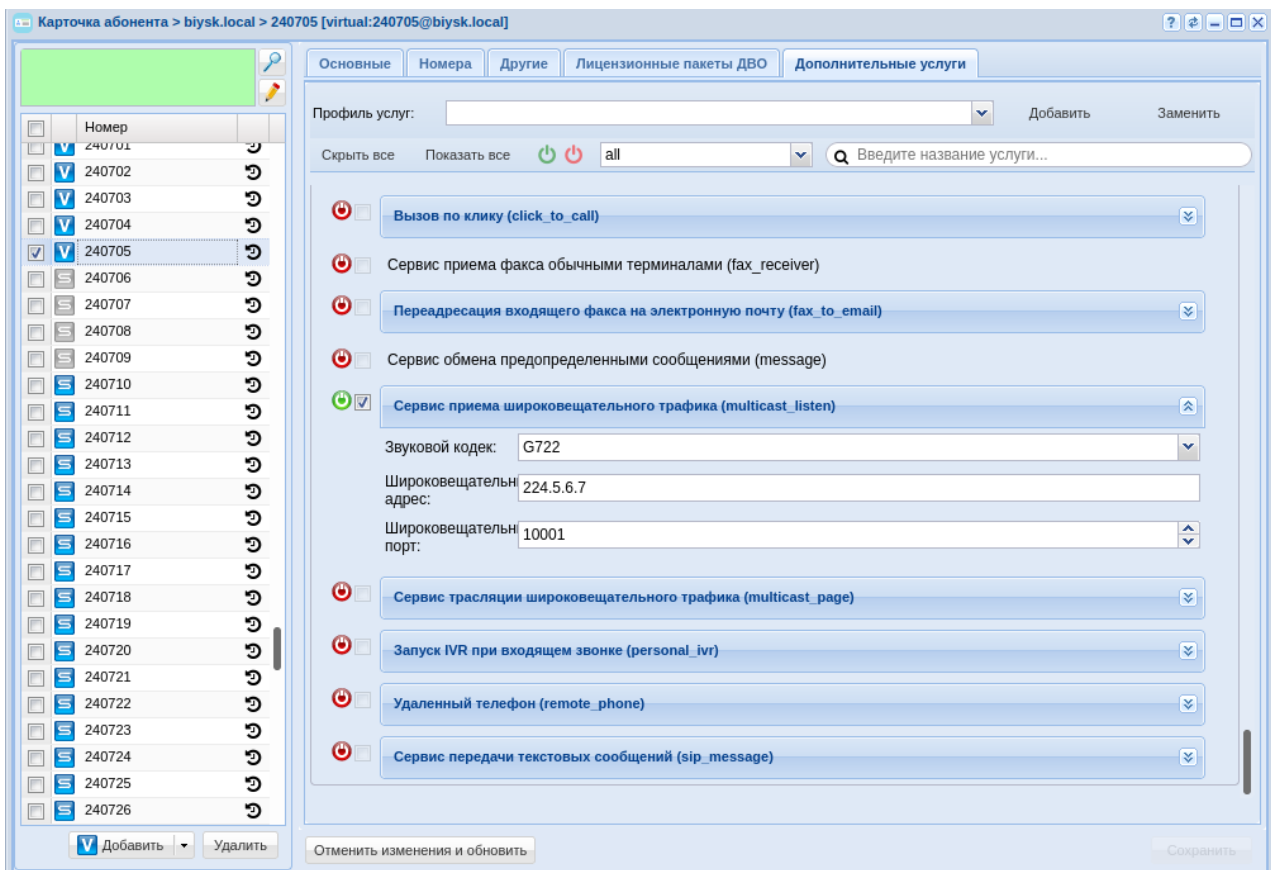 Карточка абонента > biysk.local > 240705 [virtual:240705@biysk.local]
Основные Номера Другие Лицензионные пакеты ДВО Дополнительные услуги
Профиль услуг: Добавить Заменить
Скрыть все Показать все all Введите название услуги...
Номер
240701
240702
240703
240704
240705
240706
240707
240708
240709
240710
240711
240712
240713
240714
240715
240716
240717
240718
240719
240720
240721
240722
240723
240724
240725
240726
V Добавить Удалить
Вызов по клику (click_to_call)
Сервис приема факса обычными терминалами (fax_receiver)
Переадресация входящего факса на электронную почту (fax_to_email)
Сервис обмена предопределенными сообщениями (message)
Сервис приема широковещательного трафика (multicast_listen)
Звуковой кодек: G722
Широковещательн 224.5.6.7
адрес:
Широковещательн 10001
порт:
Сервис трасляции широковещательного трафика (multicast_page)
Запуск IVR при входящем звонке (personal_ivr)
Удаленный телефон (remote_phone)
Сервис передачи текстовых сообщений (sip_message)
Отменить изменения и обновить Сохранить